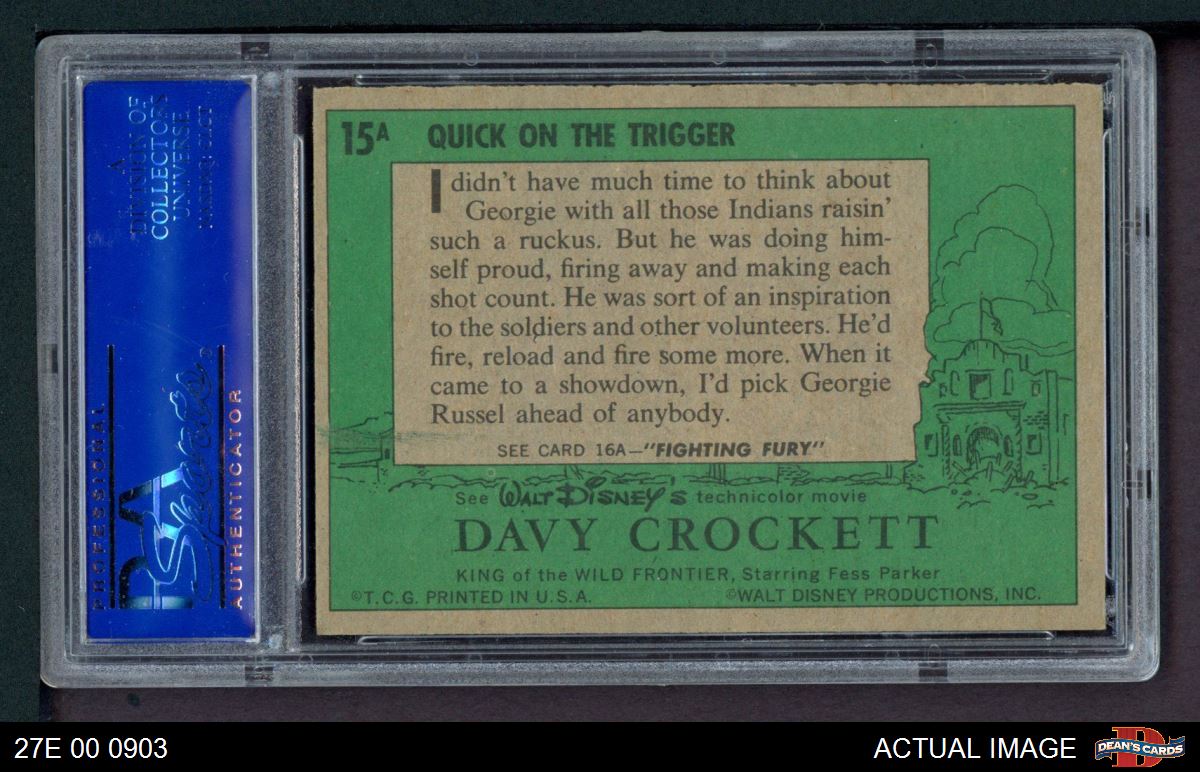 A
DIVISION OF
COLLECTORS
UNIVERSE
NASDAQ: CLCT
PROFESSIONAL
PSA
Sports®
AUTHENTICATOR
15A QUICK ON THE TRIGGER
I didn't have much time to think about
Georgie with all those Indians raisin'
such a ruckus. But he was doing him-
self proud, firing away and making each
shot count. He was sort of an inspiration
to the soldiers and other volunteers. He'd
fire, reload and fire some more. When it
came to a showdown, I'd pick Georgie
Russel ahead of anybody.
SEE CARD 16A—"FIGHTING FURY"
See WALT DISNEY'S technicolor movie
DAVY CROCKETT
KING of the WILD FRONTIER, Starring Fess Parker
©T.C.G. PRINTED IN U.S.A. ©WALT DISNEY PRODUCTIONS, INC.
27E 00 0903
ACTUAL IMAGE
D
DEAN'S CARDS